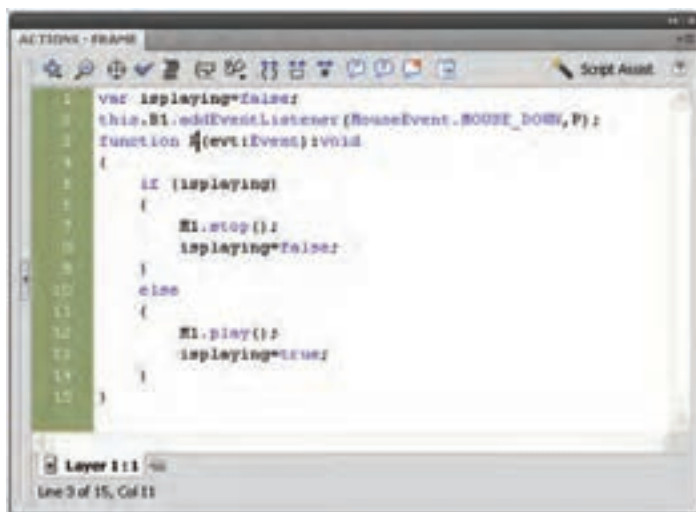 ACTIONS - FRAME
Script Assist
1 var isplaying=false;
2 this.B1.addEventListener(MouseEvent.MOUSE_DOWN,P);
3 function P(evt:Event):void
4 {
5 if (isplaying)
6 {
7 M1.stop();
8 isplaying=false;
9 }
10 else
11 {
12 M1.play();
13 isplaying=true;
14 }
15 }
Layer 1 : 1
Line 3 of 15, Col 11